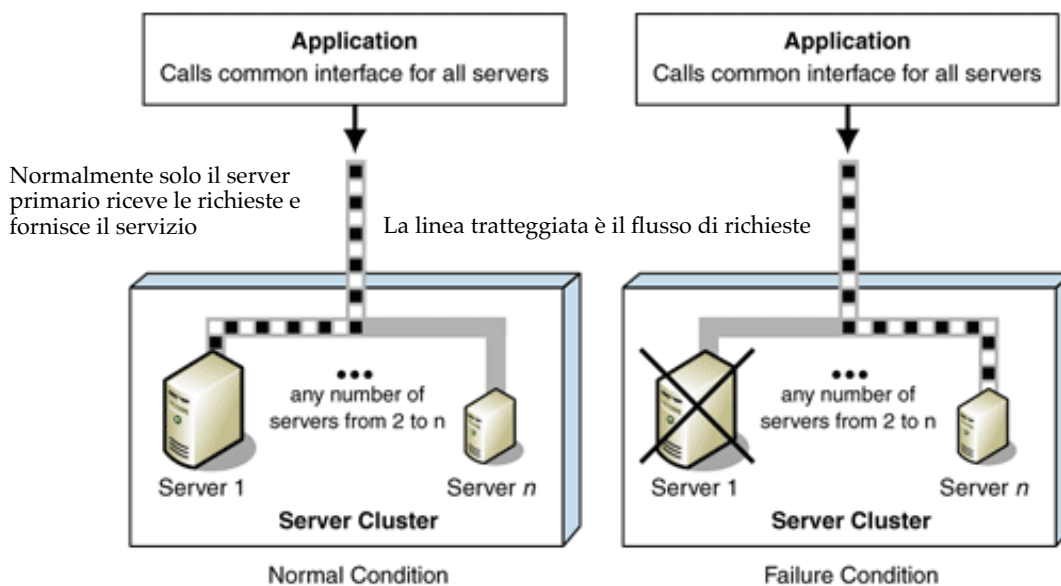 Application
Calls common interface for all servers
Application
Calls common interface for all servers
Normalmente solo il server
primario riceve le richieste e
fornisce il servizio
La linea tratteggiata è il flusso di richieste
any number of
servers from 2 to n
Server 1
Server n
Server Cluster
Normal Condition
any number of
servers from 2 to n
Server 1
Server n
Server Cluster
Failure Condition